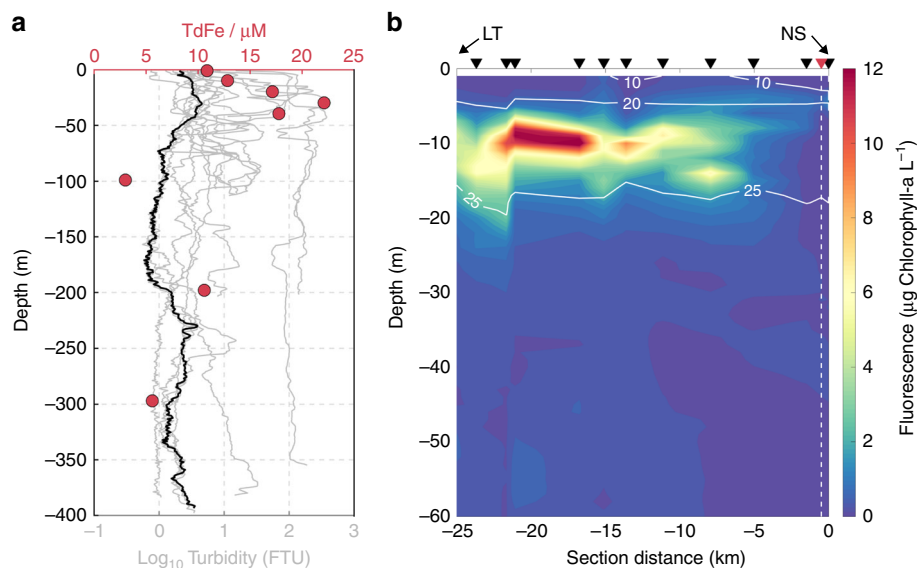 a
TdFe / μM
0 5 10 15 20 25
Depth (m)
0
−50
−100
−150
−200
−250
−300
−350
−400
−1 0 1 2 3
Log₁₀ Turbidity (FTU)
b
LT NS
Depth (m)
0
−10
−20
−30
−40
−50
−60
10 10
20
25
25
−25 −20 −15 −10 −5 0
Section distance (km)
12
10
8
6
4
2
0
Fluorescence (μg Chlorophyll-a L⁻¹)